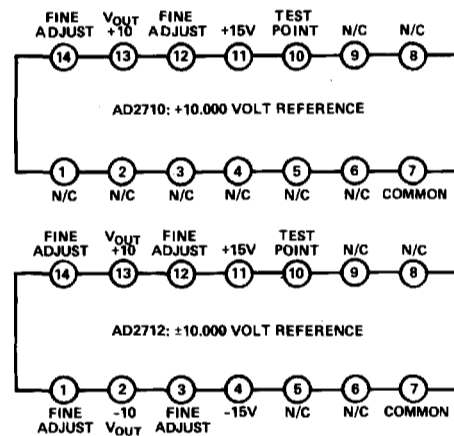 FINE ADJUST VOUT +10 FINE ADJUST +15V TEST POINT N/C N/C
14 13 12 11 10 9 8
AD2710: +10.000 VOLT REFERENCE
1 2 3 4 5 6 7
N/C N/C N/C N/C N/C N/C COMMON
FINE ADJUST VOUT +10 FINE ADJUST +15V TEST POINT N/C N/C
14 13 12 11 10 9 8
AD2712: ±10.000 VOLT REFERENCE
1 2 3 4 5 6 7
FINE ADJUST -10 VOUT FINE ADJUST -15V N/C N/C COMMON